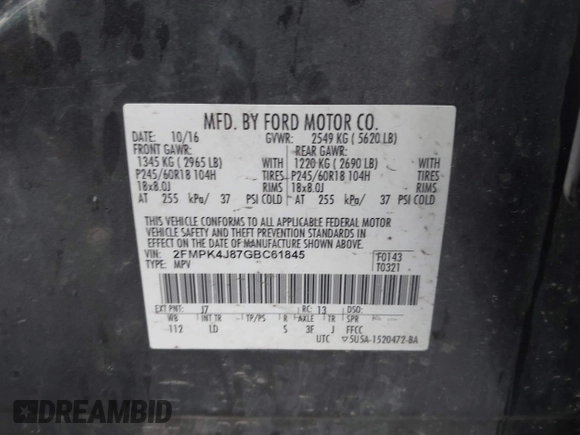 MFD. BY FORD MOTOR CO.
DATE: 10/16 GVWR: 2549 KG ( 5620 LB)
FRONT GAWR: REAR GAWR:
1345 KG ( 2965 LB) WITH 1220 KG ( 2690 LB) WITH
P245/60R18 104H TIRES P245/60R18 104H TIRES
18x8.0J RIMS 18x8.0J RIMS
AT 255 kPa/ 37 PSI COLD AT 255 kPa/ 37 PSI COLD
THIS VEHICLE CONFORMS TO ALL APPLICABLE FEDERAL MOTOR
VEHICLE SAFETY AND THEFT PREVENTION STANDARDS IN
EFFECT ON THE DATE OF MANUFACTURE SHOWN ABOVE.
VIN: 2FMPK4J87GBC61845 F0143
TYPE: MPV T0321
EXT PNT: J7 RC: 13 DSO:
WB INT TR TP/PS R AXLE TR SPR
112 LD S 3F J FFCC
UTC ▽5U5A-1520472-BA
DREAMBID